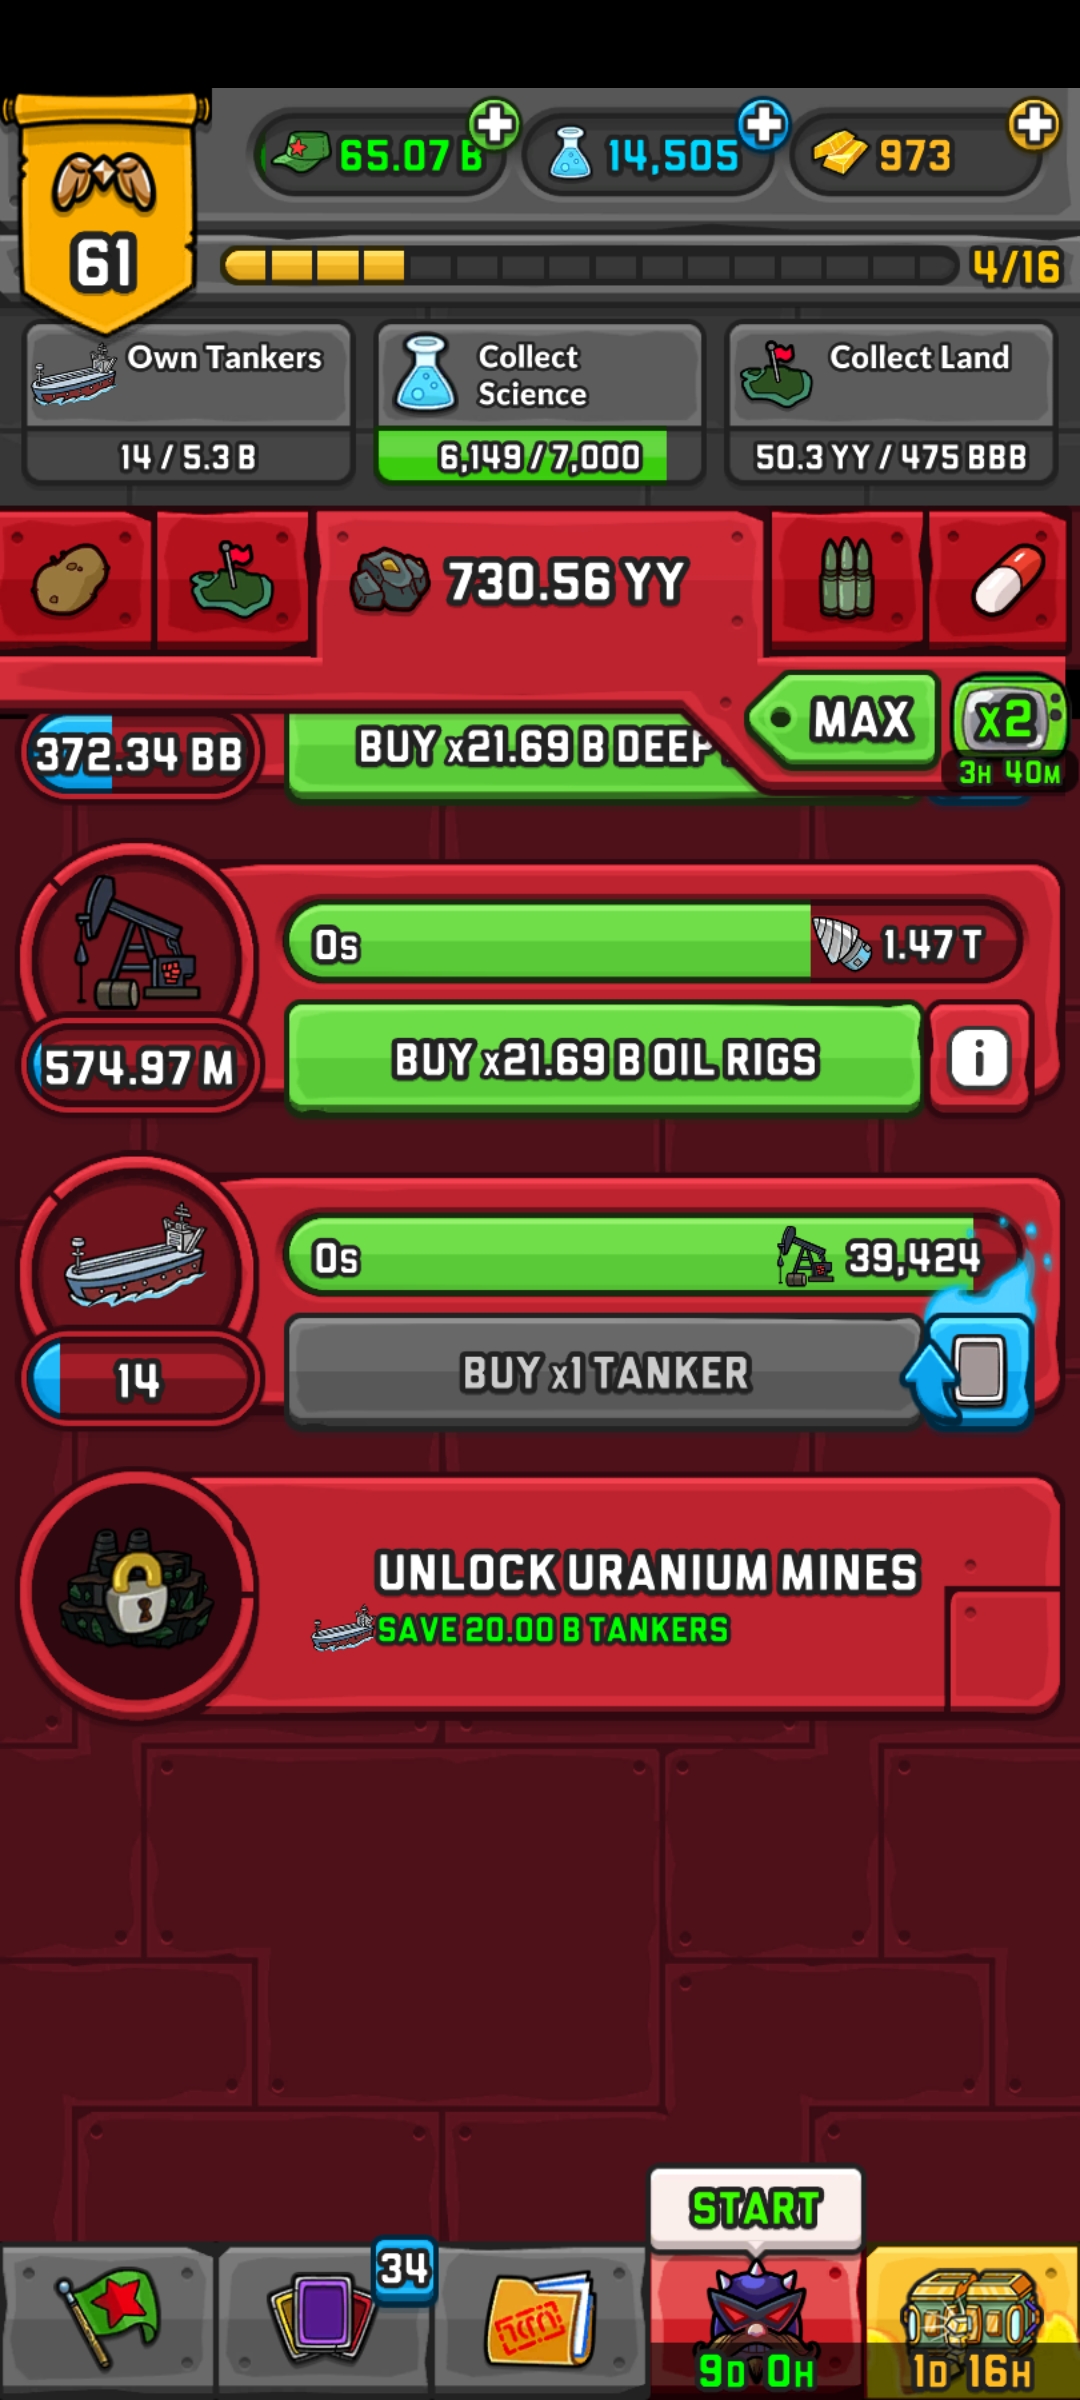 61
65.07 B
14,505
973
4/16
Own Tankers
14 / 5.3 B
Collect
Science
6,149 / 7,000
Collect Land
50.3 YY / 475 BBB
730.56 YY
MAX
x2
3H 40M
372.34 BB
BUY x21.69 B DEEP
0s
1.47 T
574.97 M
BUY x21.69 B OIL RIGS
i
0s
39,424
14
BUY x1 TANKER
UNLOCK URANIUM MINES
SAVE 20.00 B TANKERS
START
34
9D 0H
1D 16H